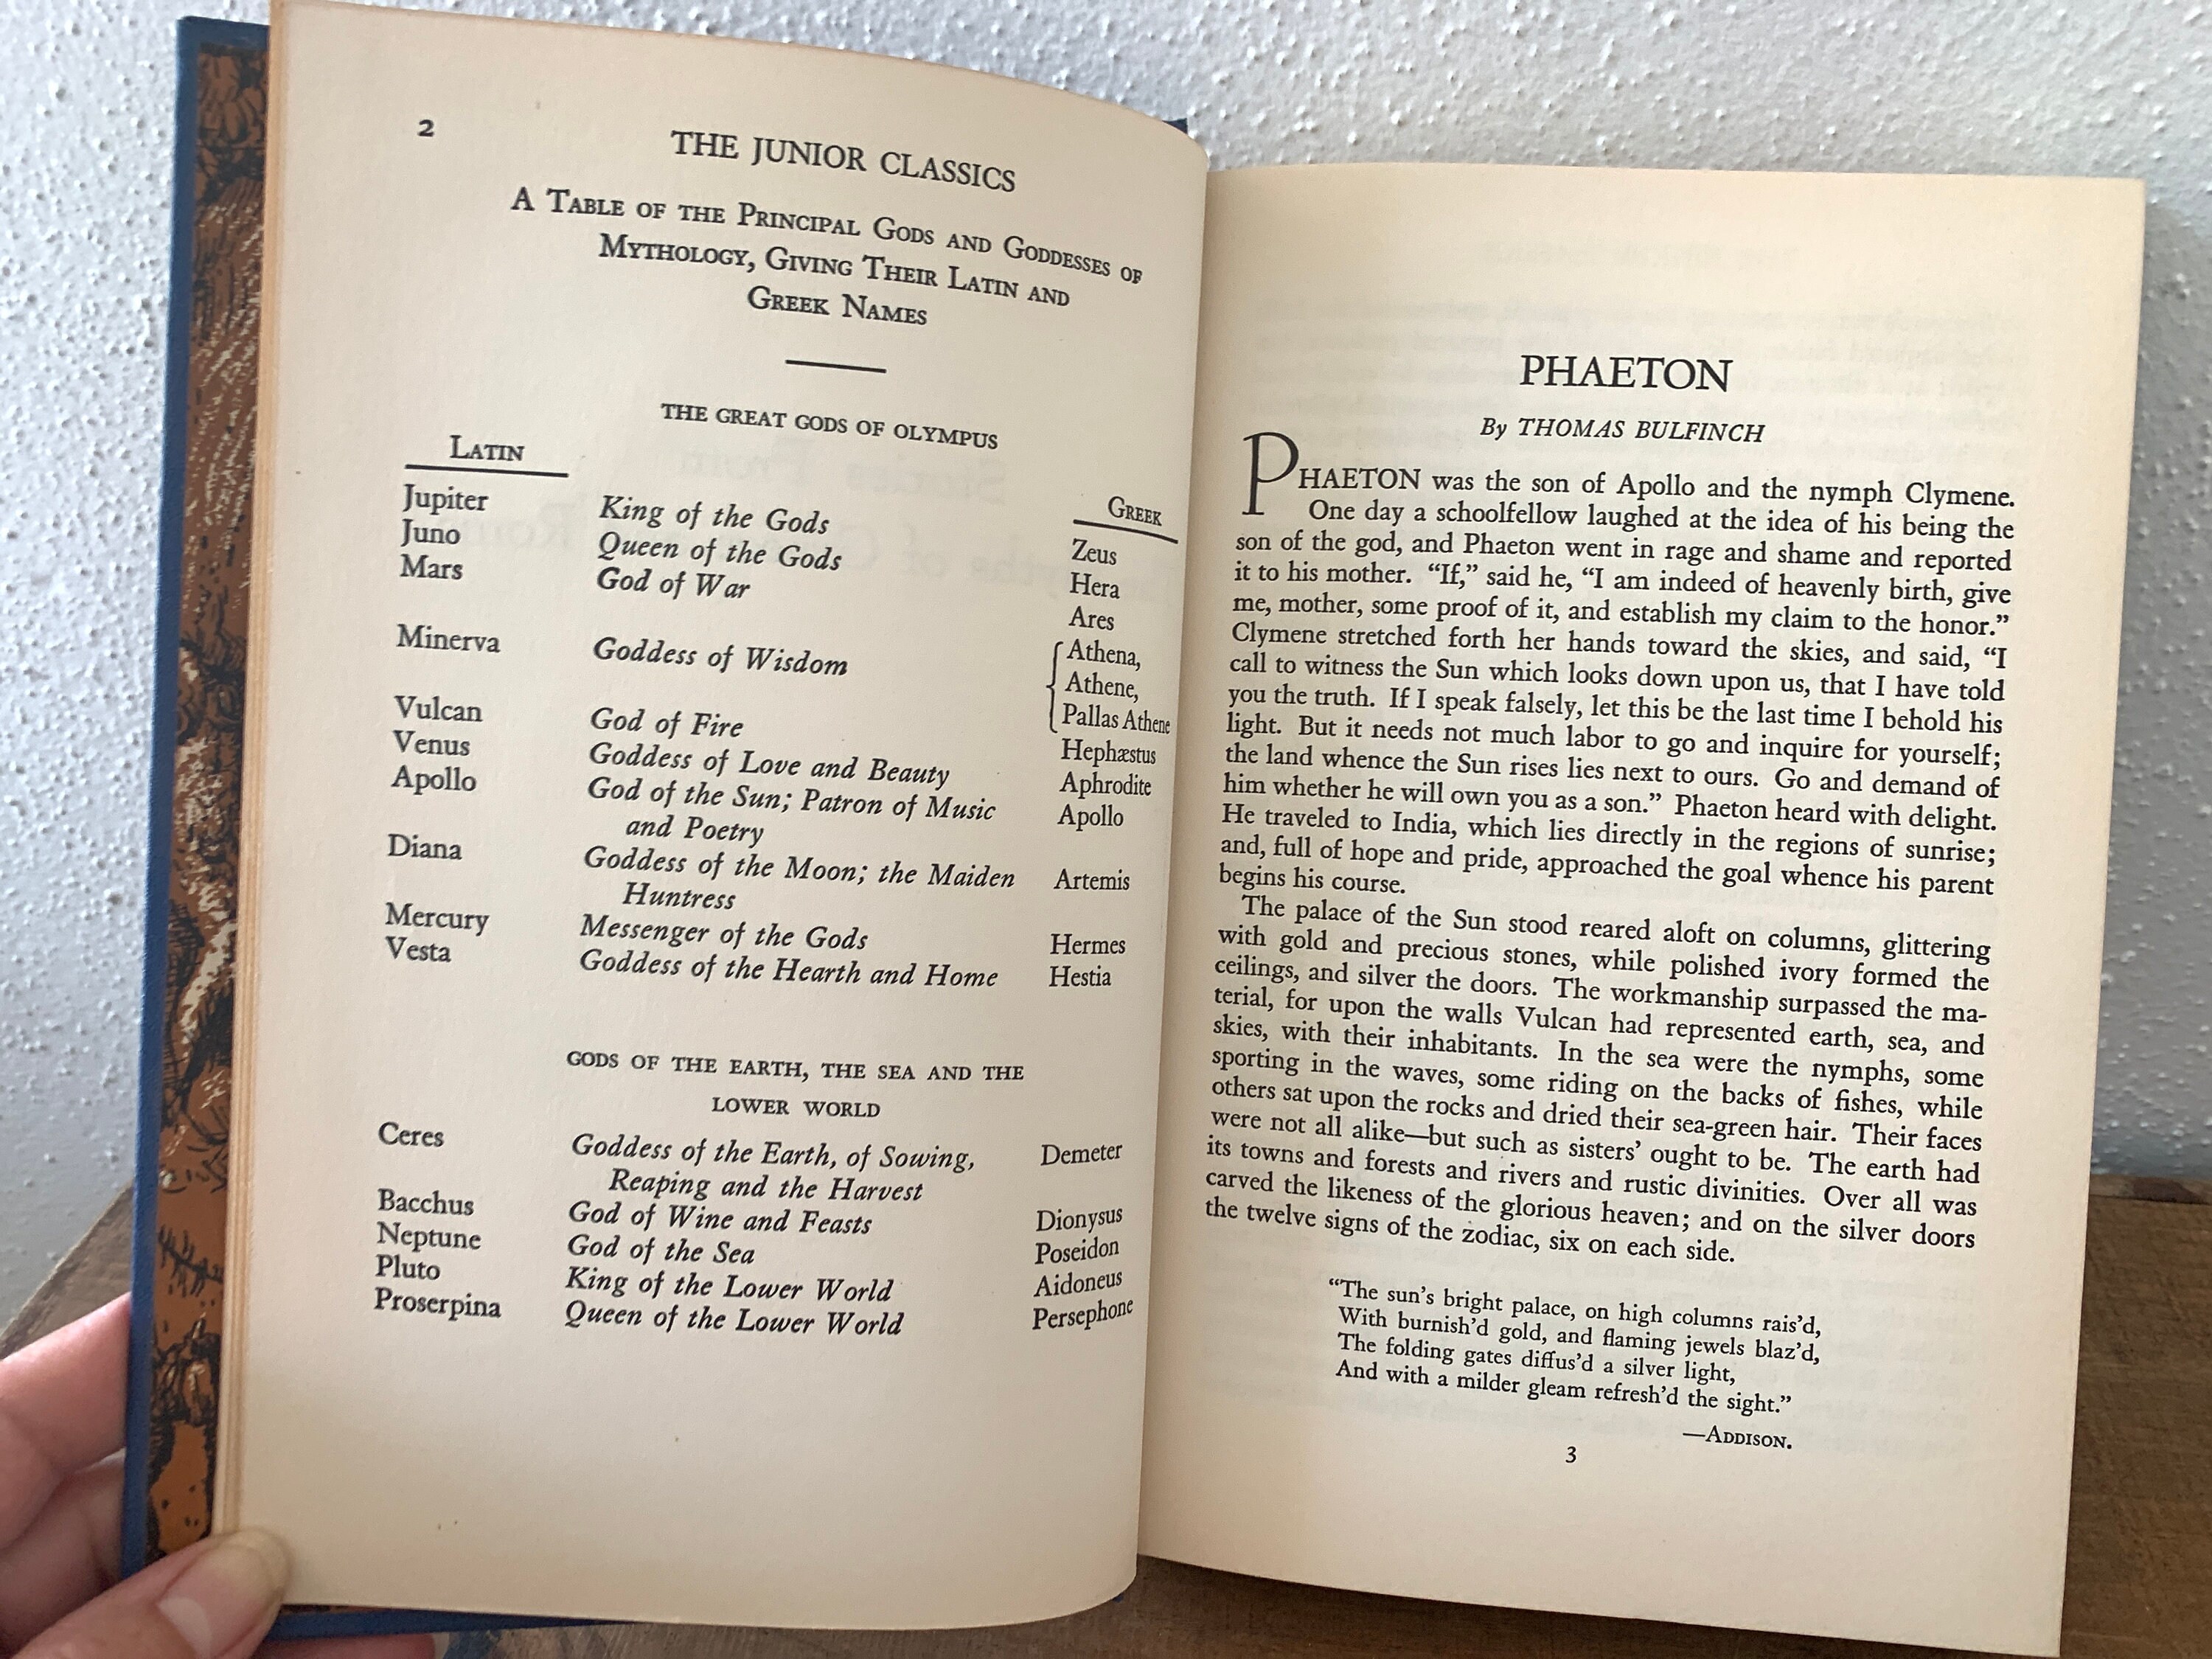 2
THE JUNIOR CLASSICS
A TABLE OF THE PRINCIPAL GODS AND GODDESSES OF
MYTHOLOGY, GIVING THEIR LATIN AND
GREEK NAMES
THE GREAT GODS OF OLYMPUS
LATIN GREEK
Jupiter King of the Gods Zeus
Juno Queen of the Gods Hera
Mars God of War Ares
Minerva Goddess of Wisdom { Athena,
Athene,
Pallas Athene
Vulcan God of Fire Hephæstus
Venus Goddess of Love and Beauty Aphrodite
Apollo God of the Sun; Patron of Music Apollo
and Poetry
Diana Goddess of the Moon; the Maiden Artemis
Huntress
Mercury Messenger of the Gods Hermes
Vesta Goddess of the Hearth and Home Hestia
GODS OF THE EARTH, THE SEA AND THE
LOWER WORLD
Ceres Goddess of the Earth, of Sowing, Demeter
Reaping and the Harvest
Bacchus God of Wine and Feasts Dionysus
Neptune God of the Sea Poseidon
Pluto King of the Lower World Aidoneus
Proserpina Queen of the Lower World Persephone
PHAETON
By THOMAS BULFINCH
PHAETON was the son of Apollo and the nymph Clymene.
One day a schoolfellow laughed at the idea of his being the
son of the god, and Phaeton went in rage and shame and reported
it to his mother. “If,” said he, “I am indeed of heavenly birth, give
me, mother, some proof of it, and establish my claim to the honor.”
Clymene stretched forth her hands toward the skies, and said, “I
call to witness the Sun which looks down upon us, that I have told
you the truth. If I speak falsely, let this be the last time I behold his
light. But it needs not much labor to go and inquire for yourself;
the land whence the Sun rises lies next to ours. Go and demand of
him whether he will own you as a son.” Phaeton heard with delight.
He traveled to India, which lies directly in the regions of sunrise;
and, full of hope and pride, approached the goal whence his parent
begins his course.
The palace of the Sun stood reared aloft on columns, glittering
with gold and precious stones, while polished ivory formed the
ceilings, and silver the doors. The workmanship surpassed the ma-
terial, for upon the walls Vulcan had represented earth, sea, and
skies, with their inhabitants. In the sea were the nymphs, some
sporting in the waves, some riding on the backs of fishes, while
others sat upon the rocks and dried their sea-green hair. Their faces
were not all alike—but such as sisters’ ought to be. The earth had
its towns and forests and rivers and rustic divinities. Over all was
carved the likeness of the glorious heaven; and on the silver doors
the twelve signs of the zodiac, six on each side.
“The sun’s bright palace, on high columns rais’d,
With burnish’d gold, and flaming jewels blaz’d,
The folding gates diffus’d a silver light,
And with a milder gleam refresh’d the sight.”
—ADDISON.
3